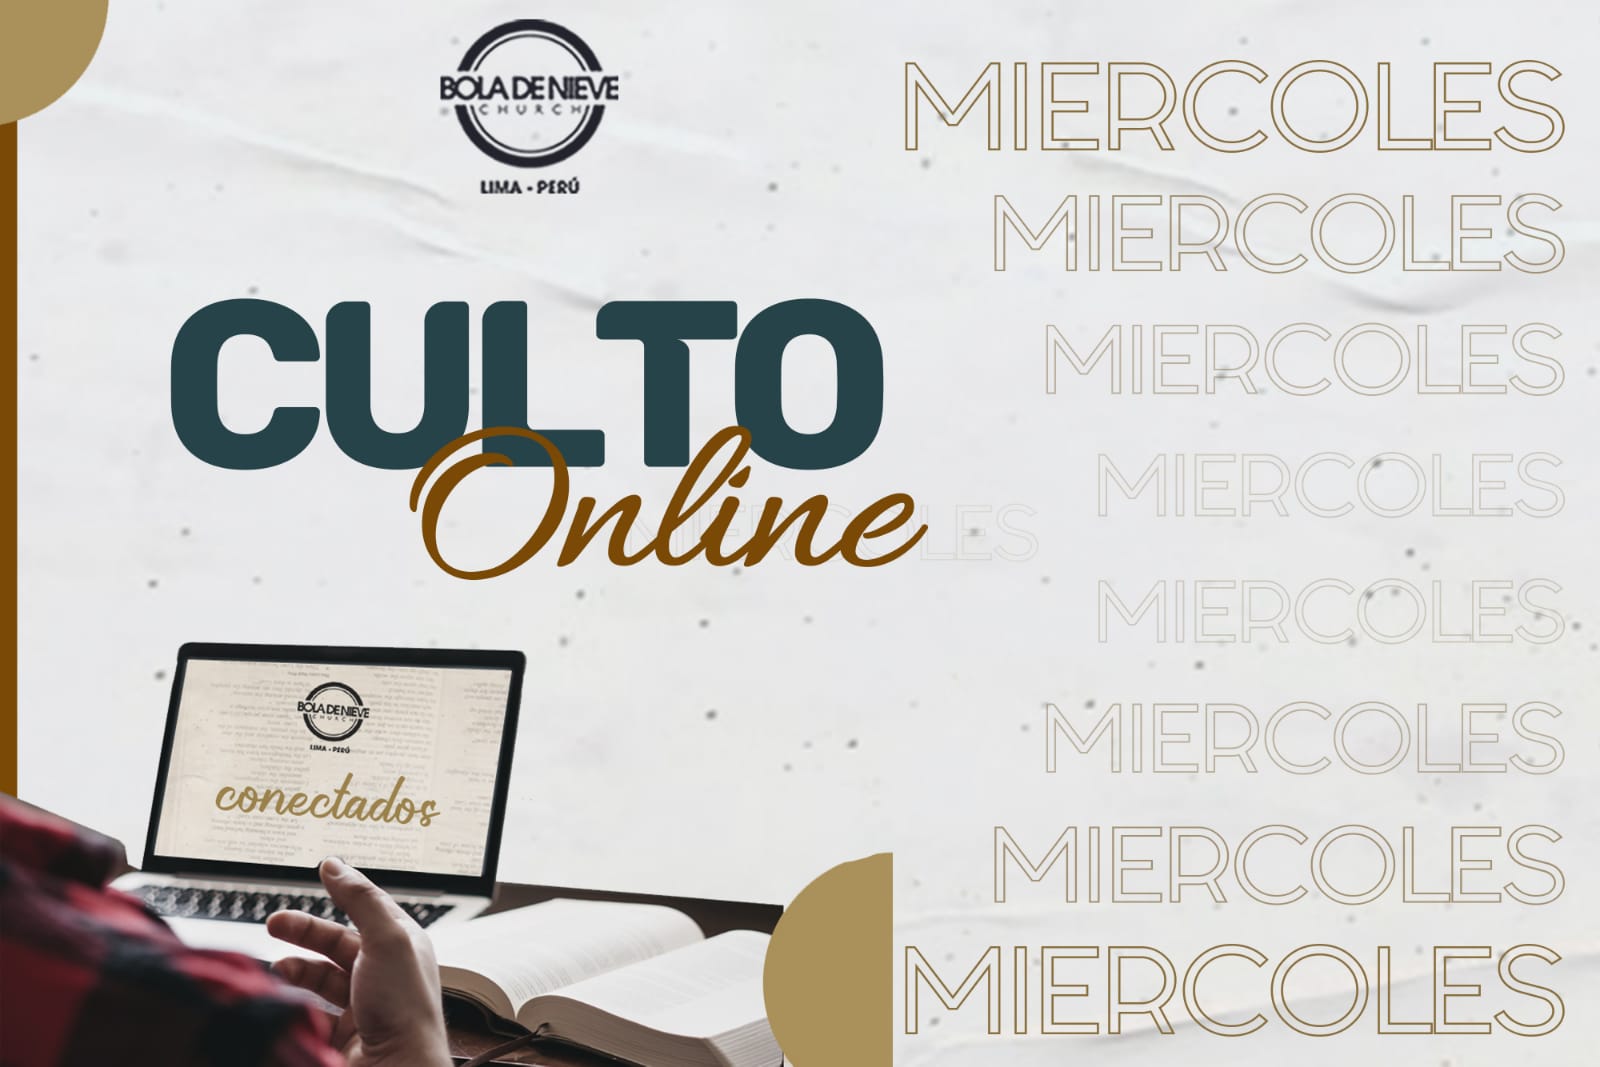 BOLA DE NIEVE
CHURCH
LIMA - PERÚ
CULTO
Online
MIERCOLES
MIERCOLES
MIERCOLES
MIERCOLES
MIERCOLES
MIERCOLES
MIERCOLES
MIERCOLES
MIERCOLES
BOLA DE NIEVE
CHURCH
LIMA - PERÚ
conectados